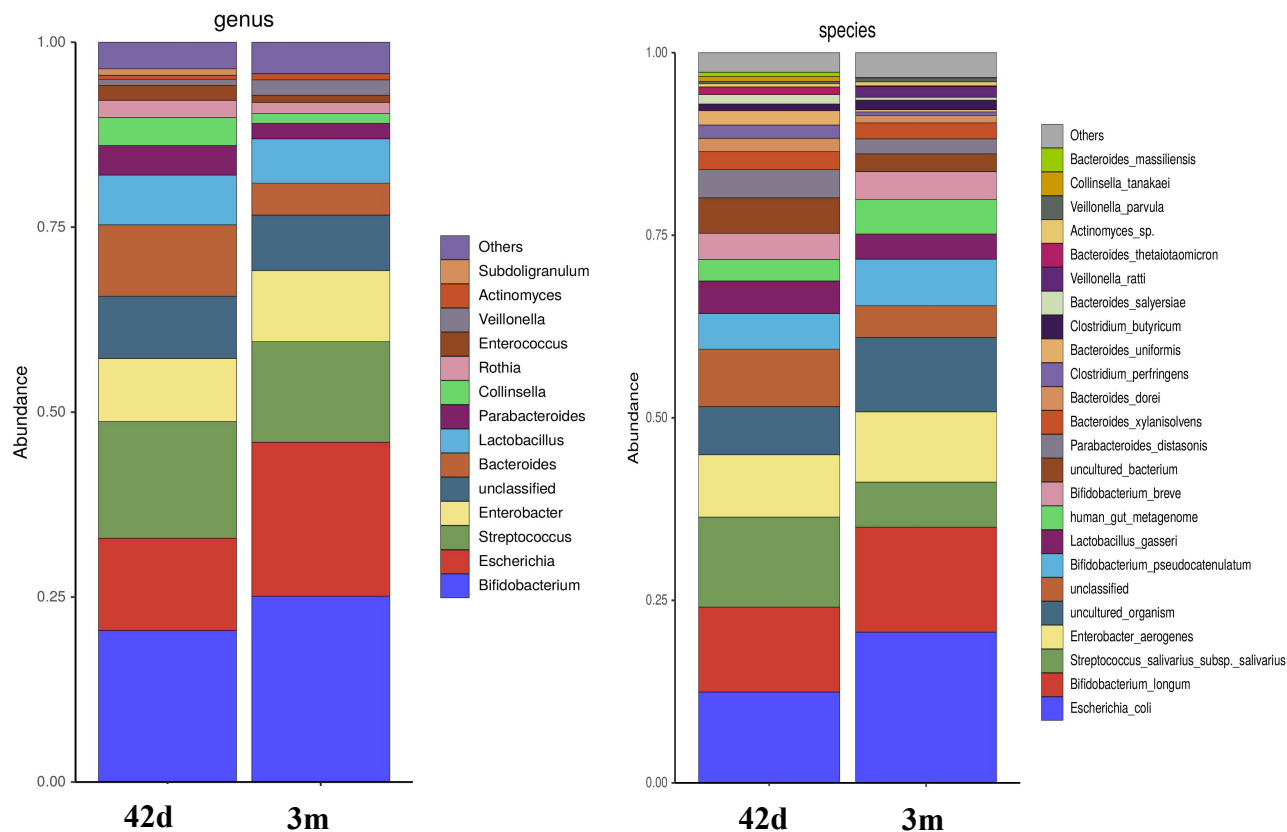 genus
1.00
0.75
0.50
0.25
0.00
Abundance
42d
3m
Others
Subdoligranulum
Actinomyces
Veillonella
Enterococcus
Rothia
Collinsella
Parabacteroides
Lactobacillus
Bacteroides
unclassified
Enterobacter
Streptococcus
Escherichia
Bifidobacterium
species
1.00
0.75
0.50
0.25
0.00
Abundance
42d
3m
Others
Bacteroides_massiliensis
Collinsella_tanakaei
Veillonella_parvula
Actinomyces_sp.
Bacteroides_thetaiotaomicron
Veillonella_ratti
Bacteroides_salyersiae
Clostridium_butyricum
Bacteroides_uniformis
Clostridium_perfringens
Bacteroides_dorei
Bacteroides_xylanisolvens
Parabacteroides_distasonis
uncultured_bacterium
Bifidobacterium_breve
human_gut_metagenome
Lactobacillus_gasseri
Bifidobacterium_pseudocatenulatum
unclassified
uncultured_organism
Enterobacter_aerogenes
Streptococcus_salivarius_subsp._salivarius
Bifidobacterium_longum
Escherichia_coli